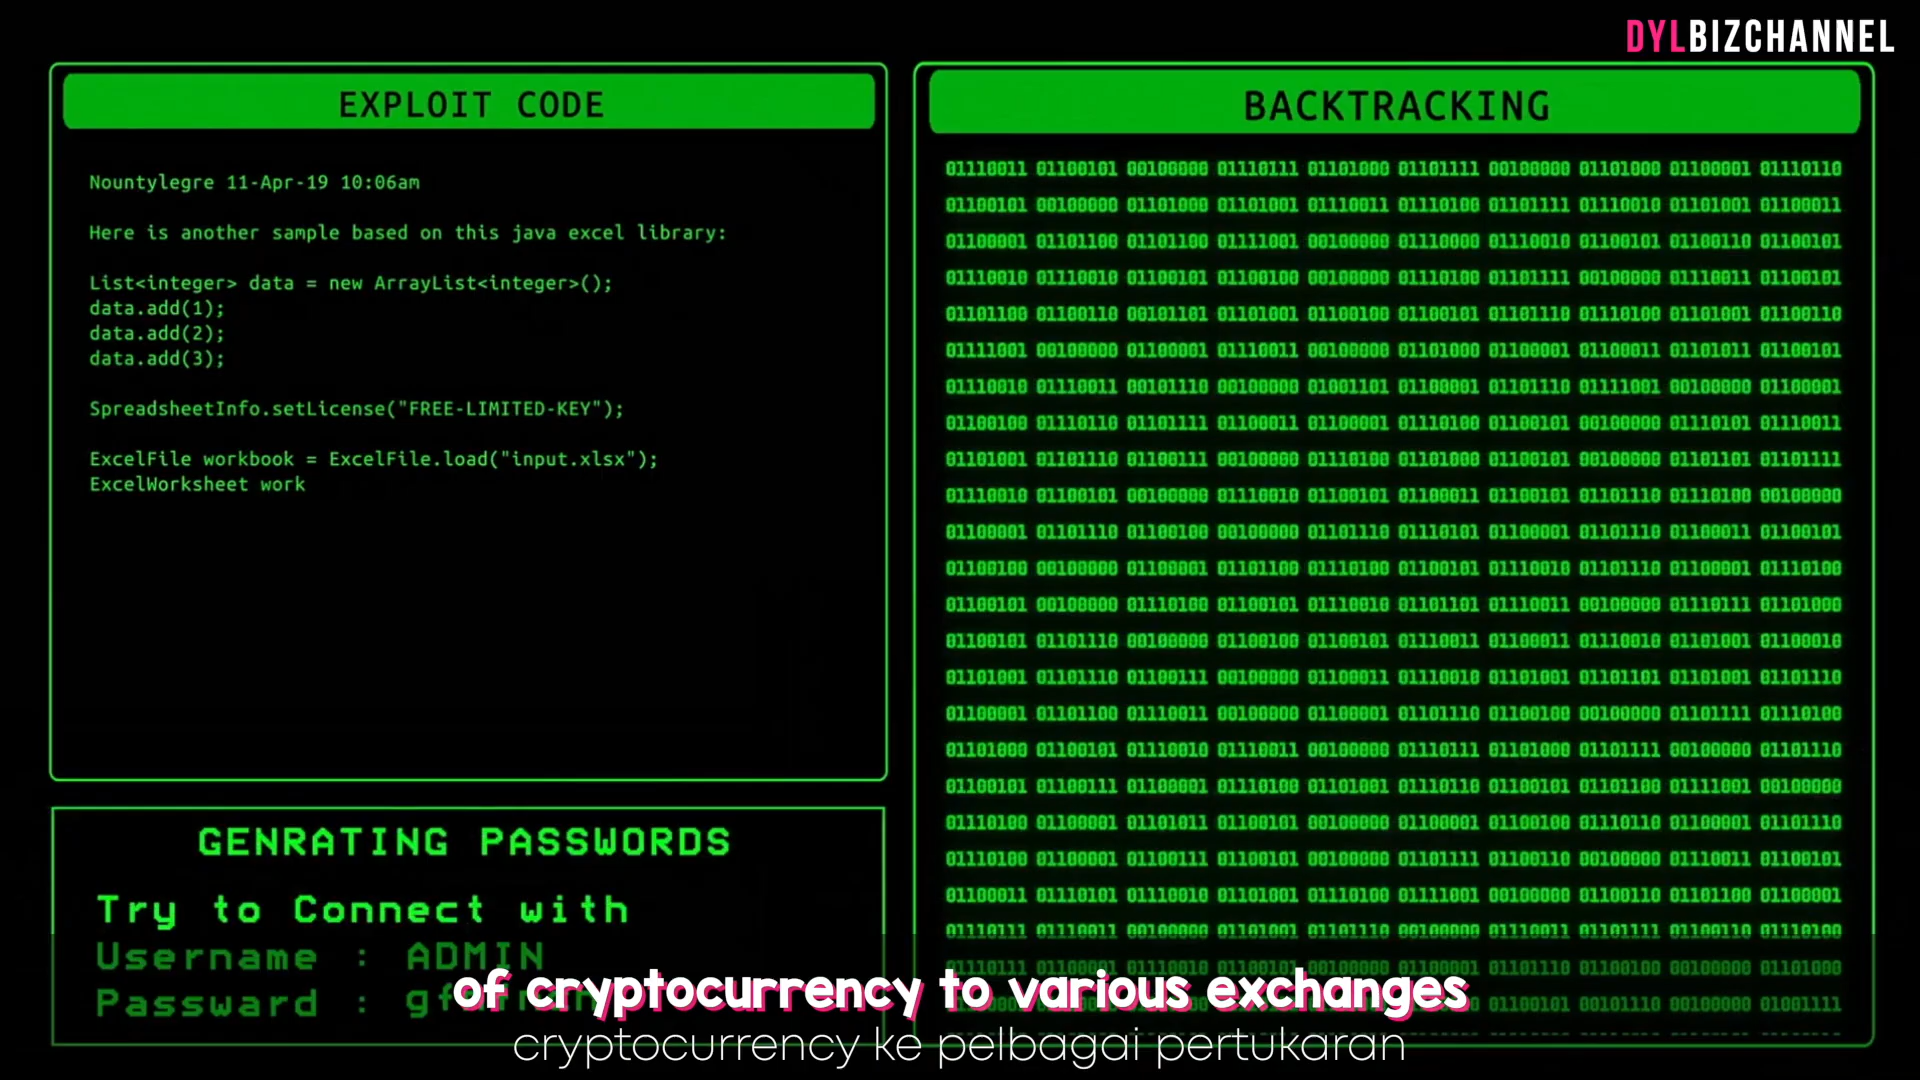 DYLBIZCHANNEL
EXPLOIT CODE
Nountylegre 11-Apr-19 10:06am
Here is another sample based on this java excel library:
List<integer> data = new ArrayList<integer>();
data.add(1);
data.add(2);
data.add(3);
SpreadsheetInfo.setLicense("FREE-LIMITED-KEY");
ExcelFile workbook = ExcelFile.load("input.xlsx");
ExcelWorksheet work
GENRATING PASSWORDS
Try to Connect with
Username : ADMIN
Passward :
BACKTRACKING
01110011 01100101 00100000 01110111 01101000 01101111 00100000 01101000 01100001 01110110
01100101 00100000 01101000 01101001 01110011 01110100 01101111 01110010 01101001 01100011
01100001 01101100 01101100 01111001 00100000 01110000 01110010 01100101 01100110 01100101
01110010 01110010 01100101 01100100 00100000 01110100 01101111 00100000 01110011 01100101
01101100 01100110 00101101 01101001 01100100 01100101 01101110 01110100 01101001 01100110
01111001 00100000 01100001 01110011 00100000 01101000 01100001 01100011 01101011 01100101
01110010 01110011 00101110 00100000 01001101 01100001 01101110 01111001 00100000 01100001
01100100 01110110 01101111 01100011 01100001 01110100 01100101 00100000 01110101 01110011
01101001 01101110 01100111 00100000 01110100 01101000 01100101 00100000 01101101 01101111
01110010 01100101 00100000 01110010 01100101 01100011 01100101 01101110 01110100 00100000
01100001 01101110 01100100 00100000 01101110 01110101 01100001 01101110 01100011 01100101
01100100 00100000 01100001 01101100 01110100 01100101 01110010 01101110 01100001 01110100
01100101 00100000 01110100 01100101 01110010 01101101 01110011 00100000 01110111 01101000
01100101 01101110 00100000 01100100 01100101 01110011 01100011 01110010 01101001 01100010
01101001 01101110 01100111 00100000 01100011 01110010 01101001 01101101 01101001 01101110
01100001 01101100 01110011 00100000 01100001 01101110 01100100 00100000 01101111 01110100
01101000 01100101 01110010 01110011 00100000 01110111 01101000 01101111 00100000 01101110
01100101 01100111 01100001 01110100 01101001 01110110 01100101 01101100 01111001 00100000
01110100 01100001 01101011 01100101 00100000 01100001 01100100 01110110 01100001 01101110
01110100 01100001 01100111 01100101 00100000 01101111 01100110 00100000 01110011 01100101
01100011 01110101 01110010 01101001 01110100 01111001 00100000 01100110 01101100 01100001
01110111 01110011 00100000 01101001 01101110 00100000 01110011 01101111 01100110 01110100
of cryptocurrency to various exchanges
cryptocurrency ke pelbagai pertukaran